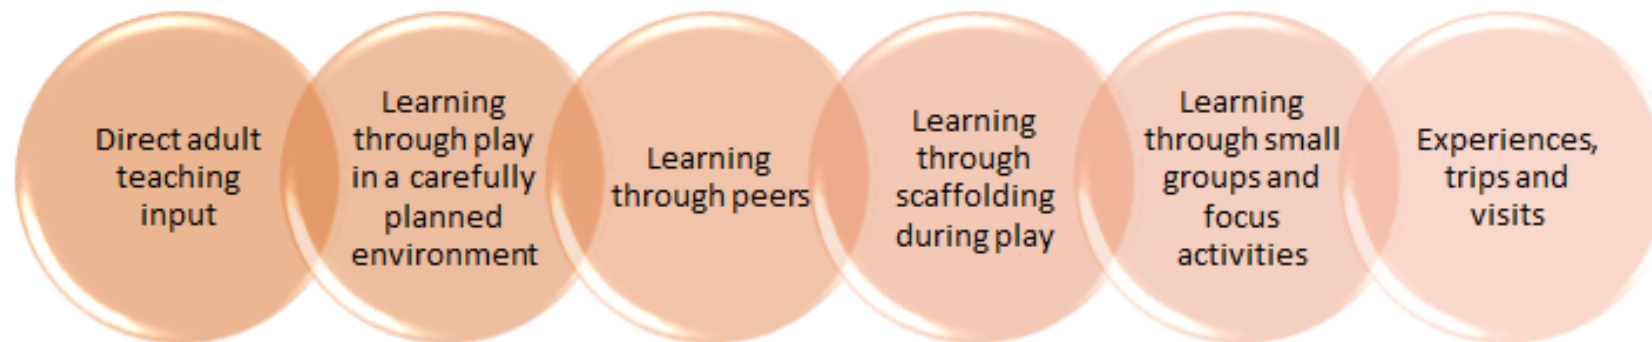 Direct adult
teaching
input
Learning
through play
in a carefully
planned
environment
Learning
through peers
Learning
through
scaffolding
during play
Learning
through small
groups and
focus
activities
Experiences,
trips and
visits